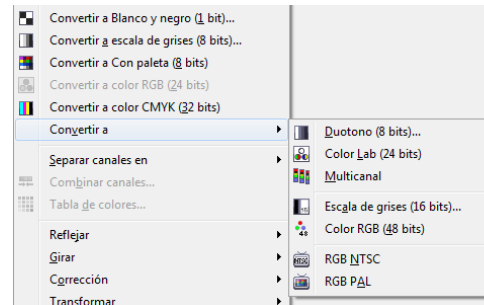 Convertir a Blanco y negro (1 bit)...
Convertir a escala de grises (8 bits)...
Convertir a Con paleta (8 bits)
Convertir a color RGB (24 bits)
Convertir a color CMYK (32 bits)
Convertir a
Separar canales en
Combinar canales...
Tabla de colores...
Reflejar
Girar
Corrección
Transformar
Duotono (8 bits)...
Color Lab (24 bits)
Multicanal
Escala de grises (16 bits)...
48
Color RGB (48 bits)
RGB NTSC
RGB PAL